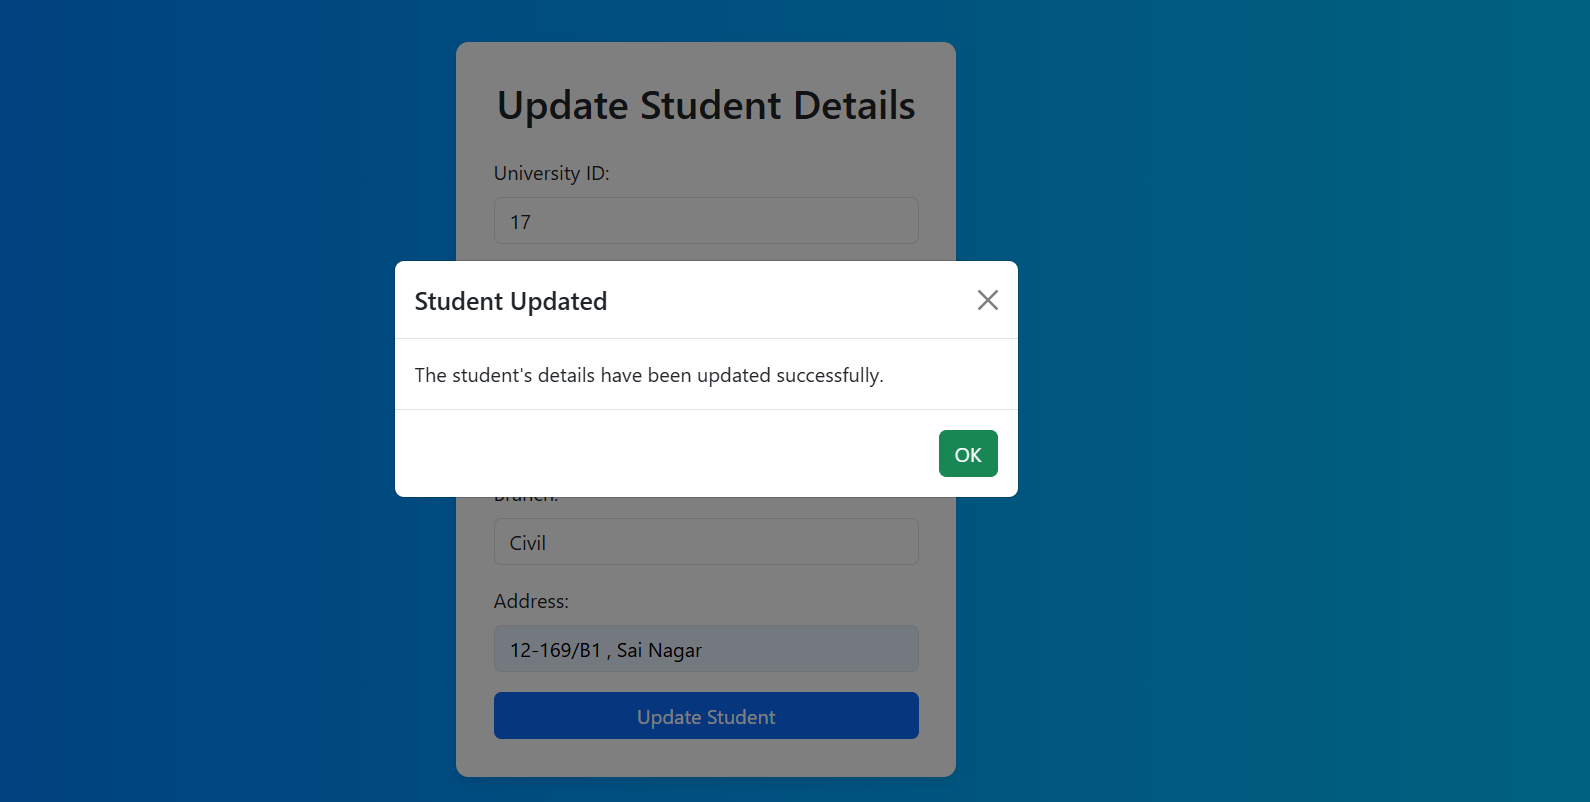 Update Student Details
University ID:
17
Student Updated
The student's details have been updated successfully.
OK
Branch:
Civil
Address:
12-169/B1 , Sai Nagar
Update Student